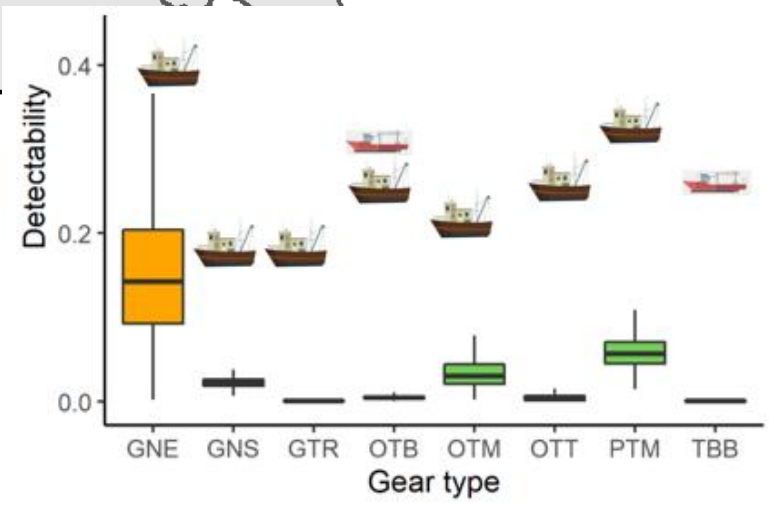 Detectability
0.4
0.2
0.0
GNE GNS GTR OTB OTM OTT PTM TBB
Gear type